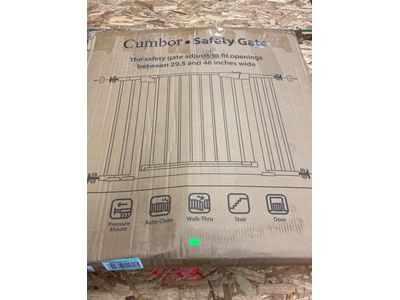 Cumbor • Safety Gate
The safety gate adjusts to fit openings
between 29.5 and 46 inches wide
Pressure Mount
Auto-Close
Walk-Thru
Stair
Door